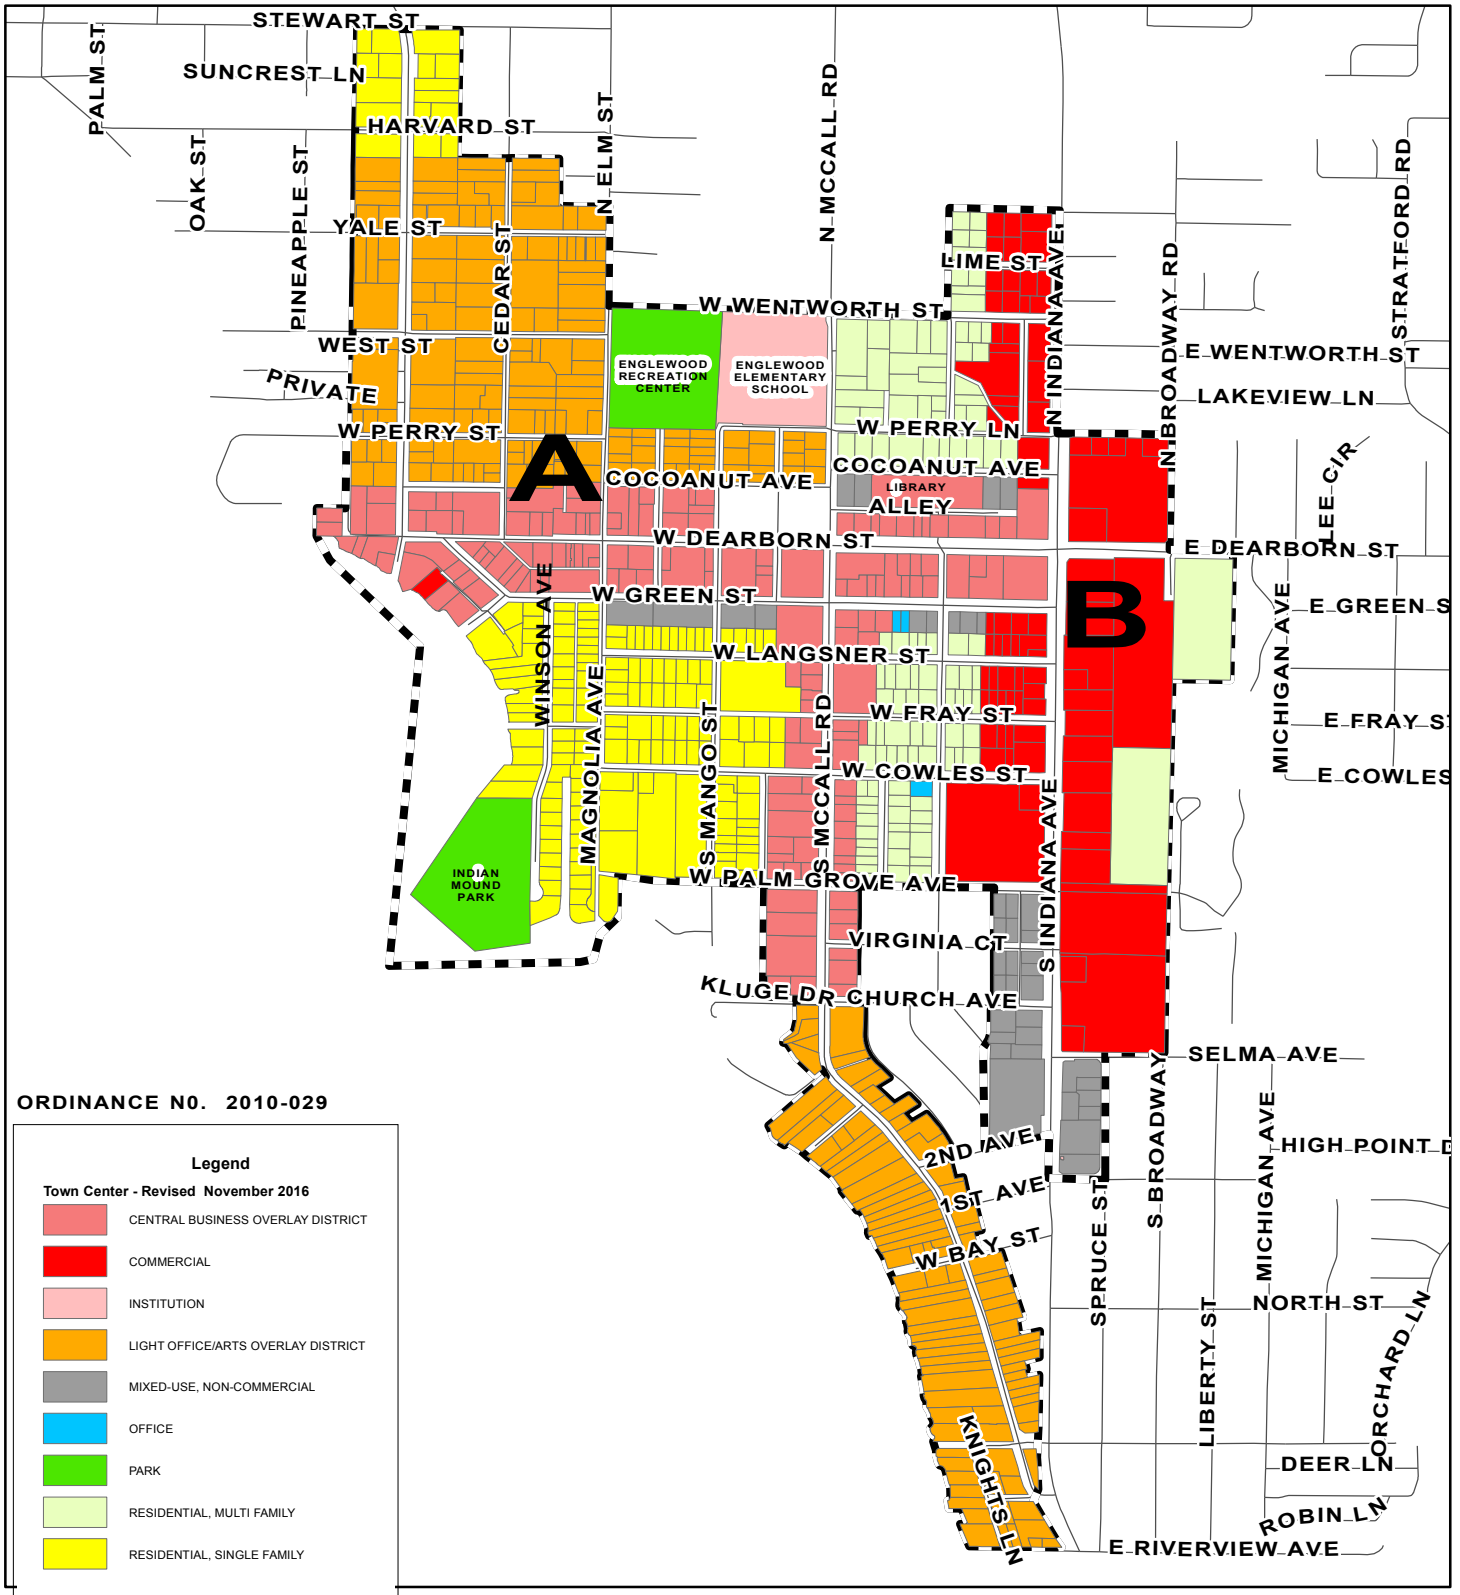 STEWART ST
PALM ST
SUNCREST LN
HARVARD ST
OAK ST
PINEAPPLE ST
N ELM ST
N MCCALL RD
YALE ST
CEDAR ST
LIME ST
N INDIANA AVE
N BROADWAY RD
STRATFORD RD
W WENTWORTH ST
WEST ST
PRIVATE
ENGLEWOOD
RECREATION
CENTER
ENGLEWOOD
ELEMENTARY
SCHOOL
E WENTWORTH ST
LAKEVIEW LN
W PERRY ST
W PERRY LN
A
COCOANUT AVE
COCOANUT AVE
LIBRARY
ALLEY
LEE CIR
W DEARBORN ST
E DEARBORN ST
WINSON AVE
W GREEN ST
B
MICHIGAN AVE
E GREEN S
W LANGSNER ST
MAGNOLIA AVE
S MANGO ST
S MCCALL RD
W FRAY ST
E FRAY ST
W COWLES ST
E COWLES
S INDIANA AVE
INDIAN
MOUND
PARK
W PALM GROVE AVE
VIRGINIA CT
KLUGE DR
CHURCH AVE
SELMA AVE
S BROADWAY
MICHIGAN AVE
2ND AVE
HIGH POINT D
1ST AVE
SPRUCE ST
W BAY ST
NORTH ST
LIBERTY ST
ORCHARD LN
KNIGHTS LN
DEER LN
ROBIN LN
E RIVERVIEW AVE
ORDINANCE N0. 2010-029
Legend
Town Center - Revised November 2016
CENTRAL BUSINESS OVERLAY DISTRICT
COMMERCIAL
INSTITUTION
LIGHT OFFICE/ARTS OVERLAY DISTRICT
MIXED-USE, NON-COMMERCIAL
OFFICE
PARK
RESIDENTIAL, MULTI FAMILY
RESIDENTIAL, SINGLE FAMILY